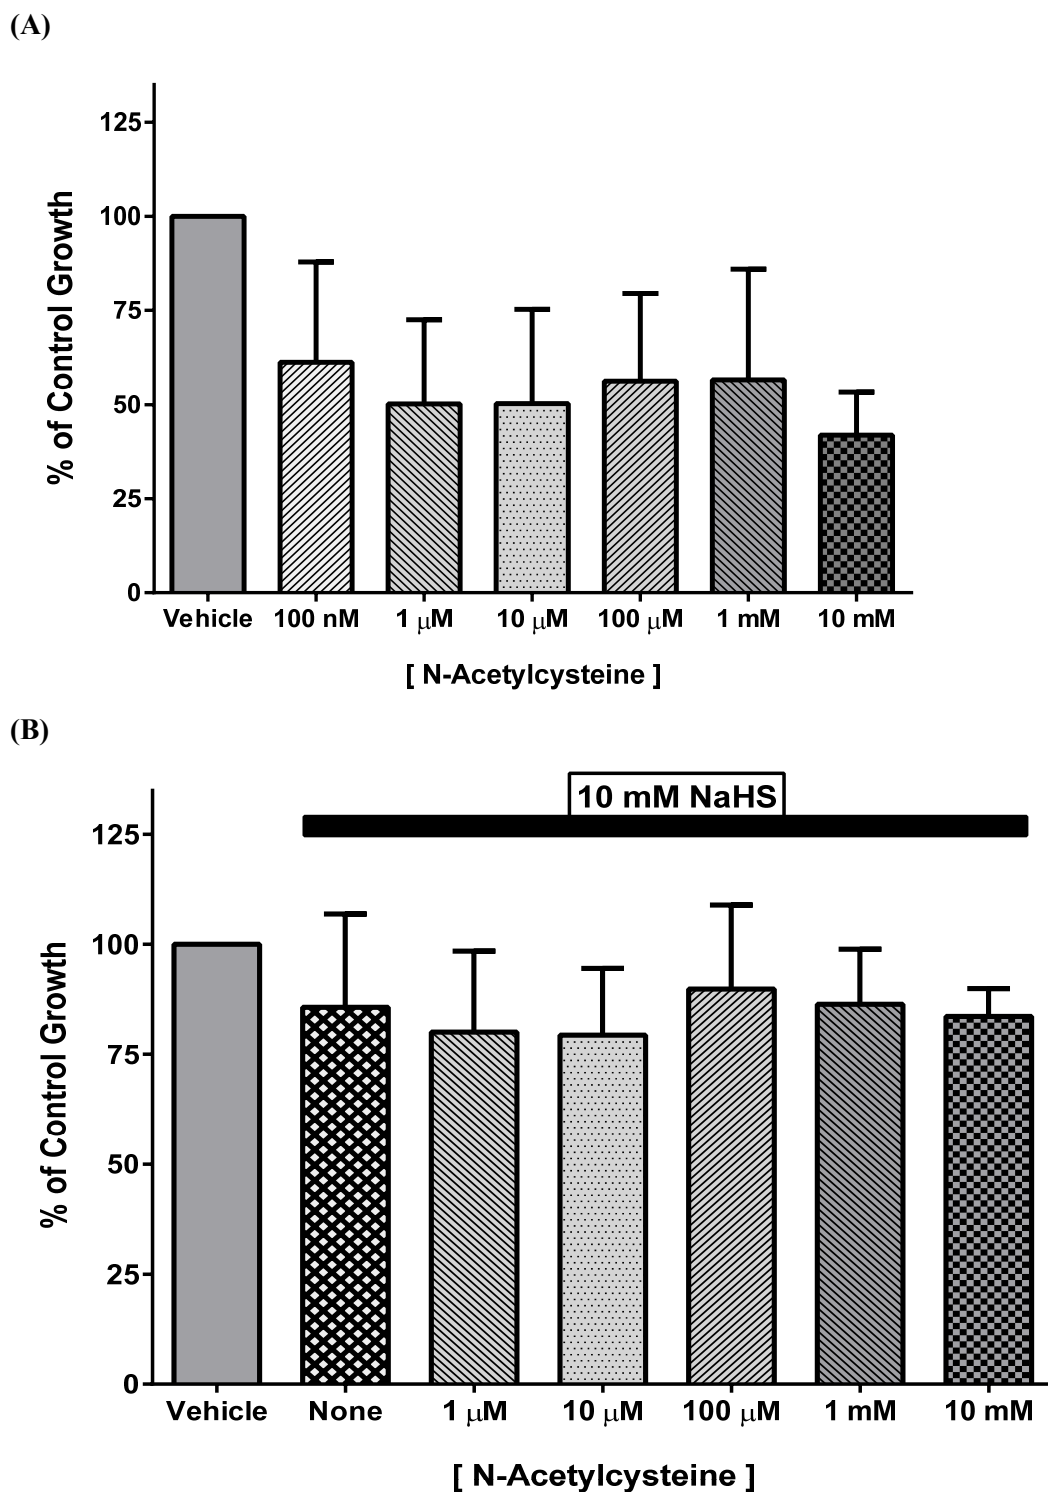 (A)
125
100
75
50
25
0
% of Control Growth
Vehicle 100 nM 1 μM 10 μM 100 μM 1 mM 10 mM
[ N-Acetylcysteine ]
(B)
10 mM NaHS
125
100
75
50
25
0
% of Control Growth
Vehicle None 1 μM 10 μM 100 μM 1 mM 10 mM
[ N-Acetylcysteine ]